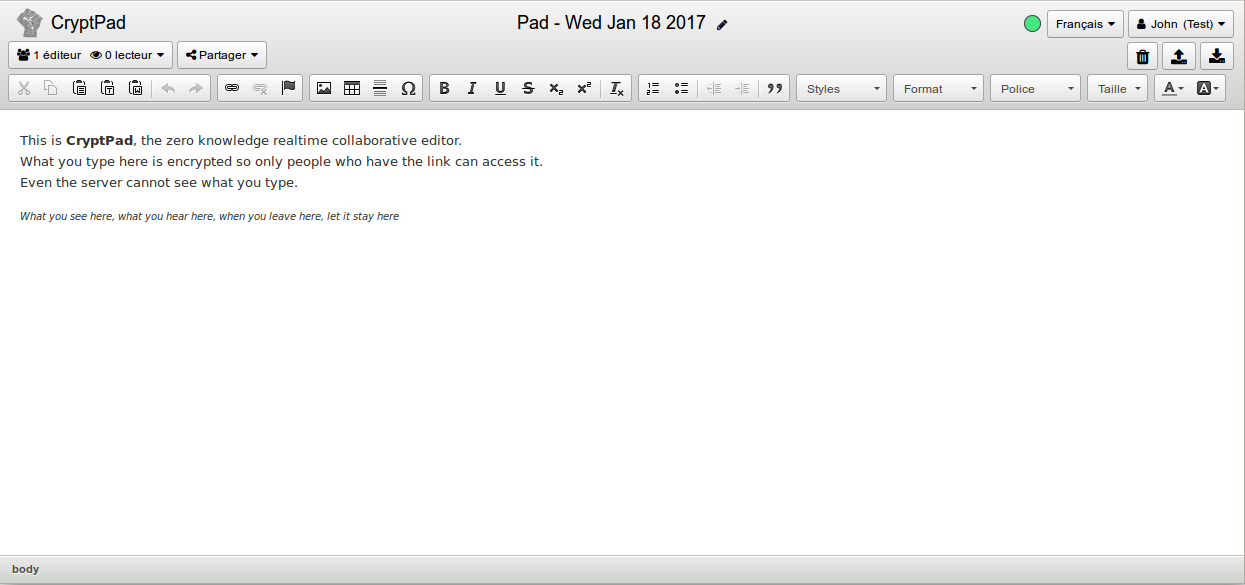 CryptPad
Pad - Wed Jan 18 2017
Français
John (Test)
1 éditeur 0 lecteur
Partager
Styles
Format
Police
Taille
This is CryptPad, the zero knowledge realtime collaborative editor.
What you type here is encrypted so only people who have the link can access it.
Even the server cannot see what you type.
What you see here, what you hear here, when you leave here, let it stay here
body